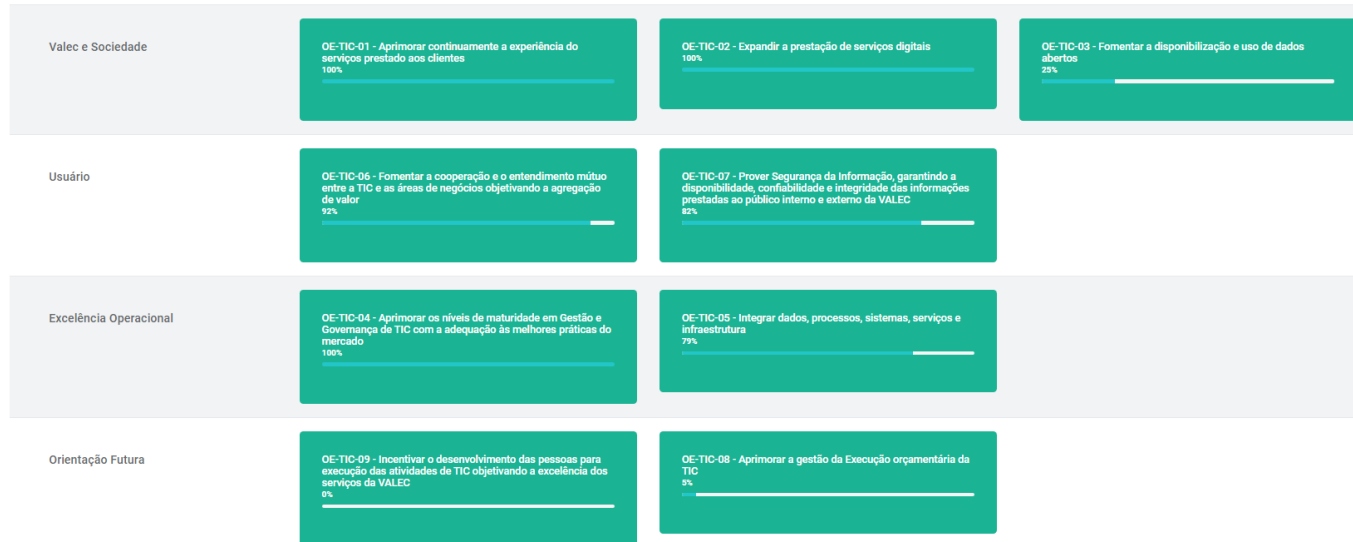 Valec e Sociedade
OE-TIC-01 - Aprimorar continuamente a experiência do
serviços prestado aos clientes
100%
OE-TIC-02 - Expandir a prestação de serviços digitais
100%
OE-TIC-03 - Fomentar a disponibilização e uso de dados
abertos
25%
Usuário
OE-TIC-06 - Fomentar a cooperação e o entendimento mútuo
entre a TIC e as áreas de negócios objetivando a agregação
de valor
92%
OE-TIC-07 - Prover Segurança da Informação, garantindo a
disponibilidade, confiabilidade e integridade das informações
prestadas ao público interno e externo da VALEC
82%
Excelência Operacional
OE-TIC-04 - Aprimorar os níveis de maturidade em Gestão e
Governança de TIC com a adequação às melhores práticas do
mercado
100%
OE-TIC-05 - Integrar dados, processos, sistemas, serviços e
infraestrutura
79%
Orientação Futura
OE-TIC-09 - Incentivar o desenvolvimento das pessoas para
execução das atividades de TIC objetivando a excelência dos
serviços da VALEC
0%
OE-TIC-08 - Aprimorar a gestão da Execução orçamentária da
TIC
5%